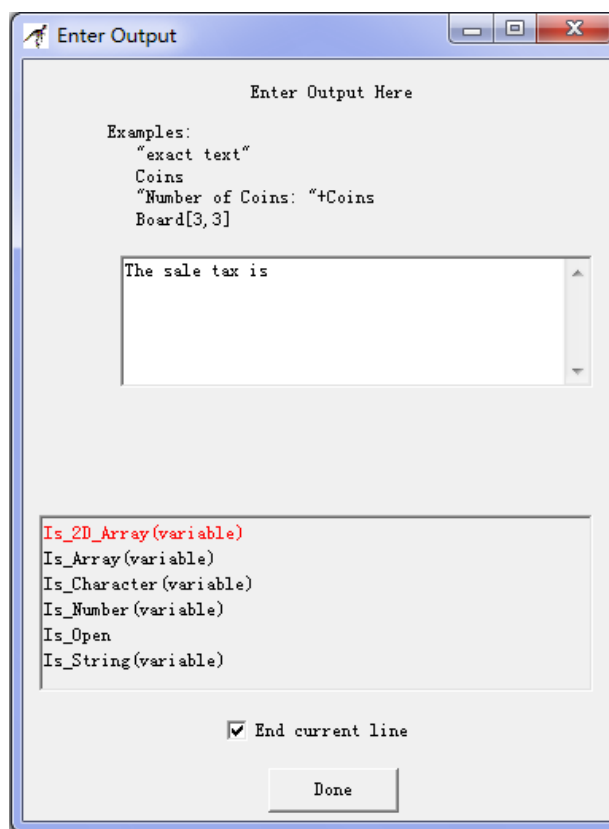 Enter Output
Enter Output Here
Examples:
"exact text"
Coins
"Number of Coins: "+Coins
Board[3,3]
The sale tax is
Is_2D_Array(variable)
Is_Array(variable)
Is_Character(variable)
Is_Number(variable)
Is_Open
Is_String(variable)
End current line
Done